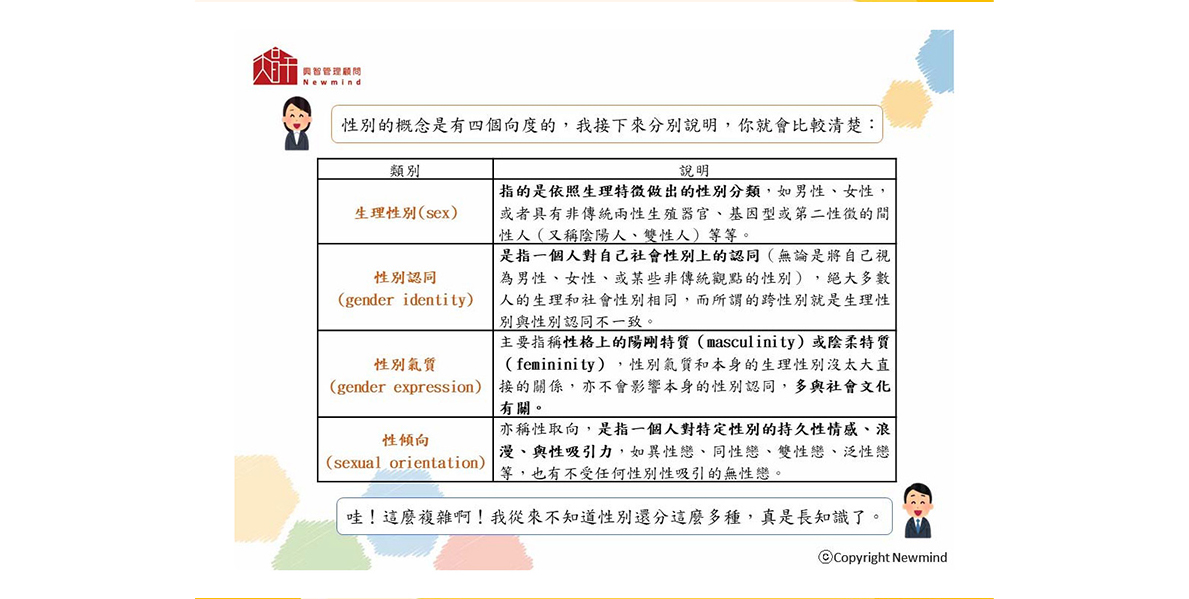 興智管理顧問
Newmind
性別的概念是有四個向度的，我接下來分別說明，你就會比較清楚：
類別
說明
生理性別(sex)
指的是依照生理特徵做出的性別分類，如男性、女性，
或者具有非傳統兩性生殖器官、基因型或第二性徵的間
性人（又稱陰陽人、雙性人）等等。
性別認同
(gender identity)
是指一個人對自己社會性別上的認同（無論是將自己視
為男性、女性、或某些非傳統觀點的性別），絕大多數
人的生理和社會性別相同，而所謂的跨性別就是生理性
別與性別認同不一致。
性別氣質
(gender expression)
主要指稱性格上的陽剛特質（masculinity）或陰柔特質
（femininity），性別氣質和本身的生理性別沒太大直
接的關係，亦不會影響本身的性別認同，多與社會文化
有關。
性傾向
(sexual orientation)
亦稱性取向，是指一個人對特定性別的持久性情感、浪
漫、與性吸引力，如異性戀、同性戀、雙性戀、泛性戀
等，也有不受任何性別性吸引的無性戀。
哇！這麼複雜啊！我從來不知道性別還分這麼多種，真是長知識了。
ⓒCopyright Newmind